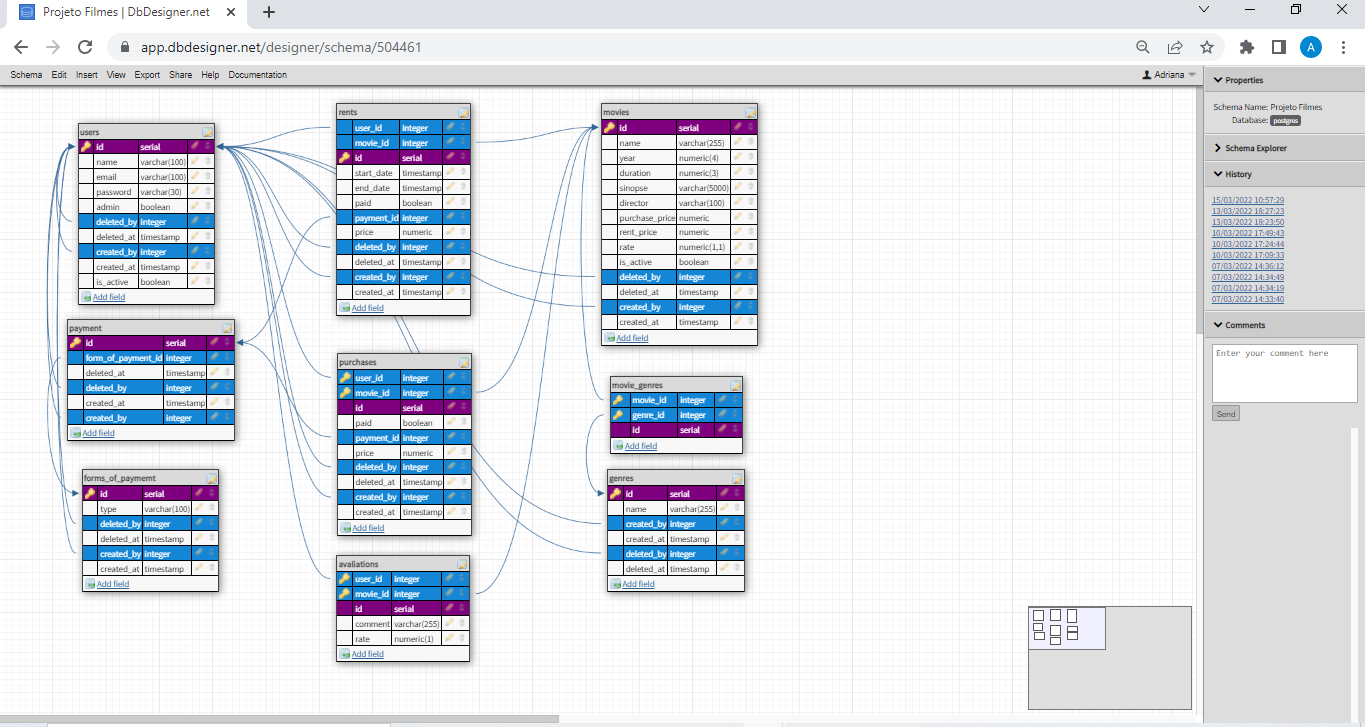 Projeto Filmes | DbDesigner.net
app.dbdesigner.net/designer/schema/504461
A
Schema Edit Insert View Export Share Help Documentation
Adriana
users
id serial
name varchar(100)
email varchar(100)
password varchar(30)
admin boolean
deleted_by integer
deleted_at timestamp
created_by integer
created_at timestamp
is_active boolean
Add field
payment
id serial
form_of_payment_id integer
deleted_at timestamp
deleted_by integer
created_at timestamp
created_by integer
Add field
forms_of_paymemt
id serial
type varchar(100)
deleted_by integer
deleted_at timestamp
created_by integer
created_at timestamp
Add field
rents
user_id integer
movie_id integer
id serial
start_date timestamp
end_date timestamp
paid boolean
payment_id integer
price numeric
deleted_by integer
deleted_at timestamp
created_by integer
created_at timestamp
Add field
purchases
user_id integer
movie_id integer
id serial
paid boolean
payment_id integer
price numeric
deleted_by integer
deleted_at timestamp
created_by integer
created_at timestamp
Add field
avaliations
user_id integer
movie_id integer
id serial
comment varchar(255)
rate numeric(1)
Add field
movies
id serial
name varchar(255)
year numeric(4)
duration numeric(3)
sinopse varchar(5000)
director varchar(100)
purchase_price numeric
rent_price numeric
rate numeric(1,1)
is_active boolean
deleted_by integer
deleted_at timestamp
created_by integer
created_at timestamp
Add field
movie_genres
movie_id integer
genre_id integer
id serial
Add field
genres
id serial
name varchar(255)
created_by integer
created_at timestamp
deleted_by integer
deleted_at timestamp
Add field
Properties
Schema Name: Projeto Filmes
Database: postgres
Schema Explorer
History
15/03/2022 10:57:29
13/03/2022 18:27:23
13/03/2022 18:23:50
10/03/2022 17:49:43
10/03/2022 17:24:44
10/03/2022 17:09:33
07/03/2022 14:36:12
07/03/2022 14:34:49
07/03/2022 14:34:19
07/03/2022 14:33:40
Comments
Enter your comment here
Send